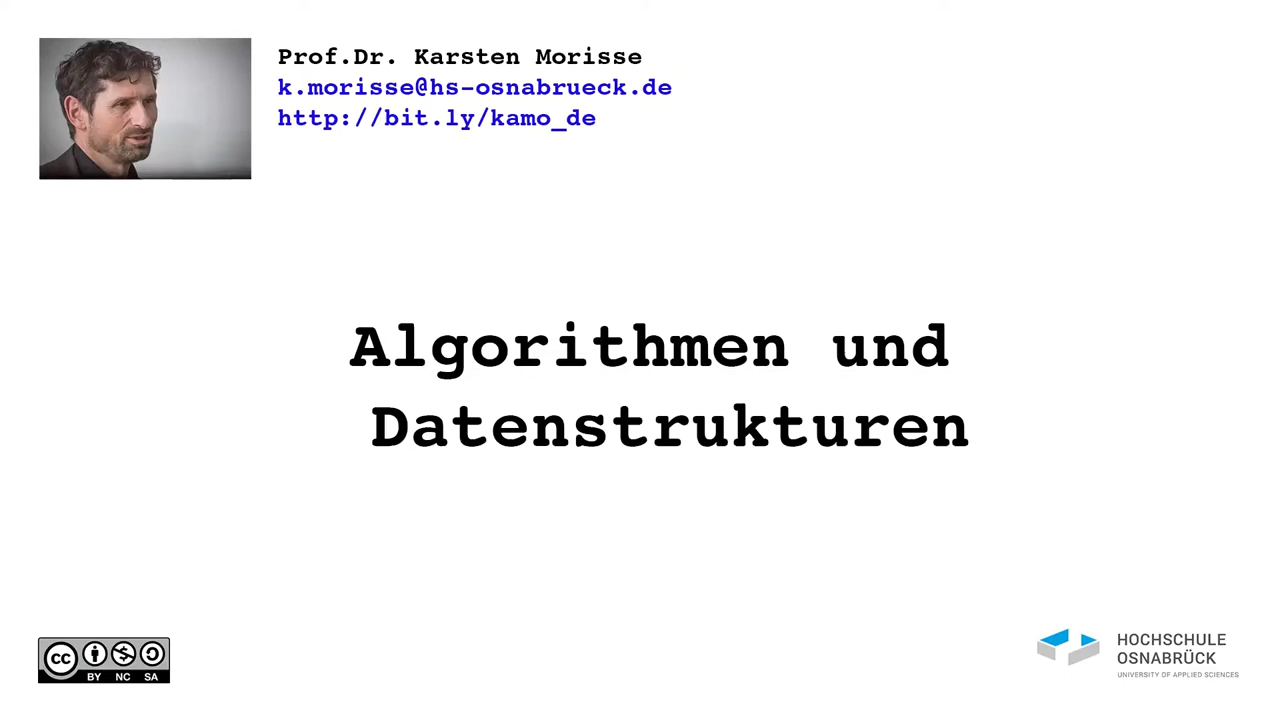 Prof.Dr. Karsten Morisse
k.morisse@hs-osnabrueck.de
http://bit.ly/kamo_de
Algorithmen und
Datenstrukturen
cc
BY NC SA
HOCHSCHULE
OSNABRÜCK
UNIVERSITY OF APPLIED SCIENCES